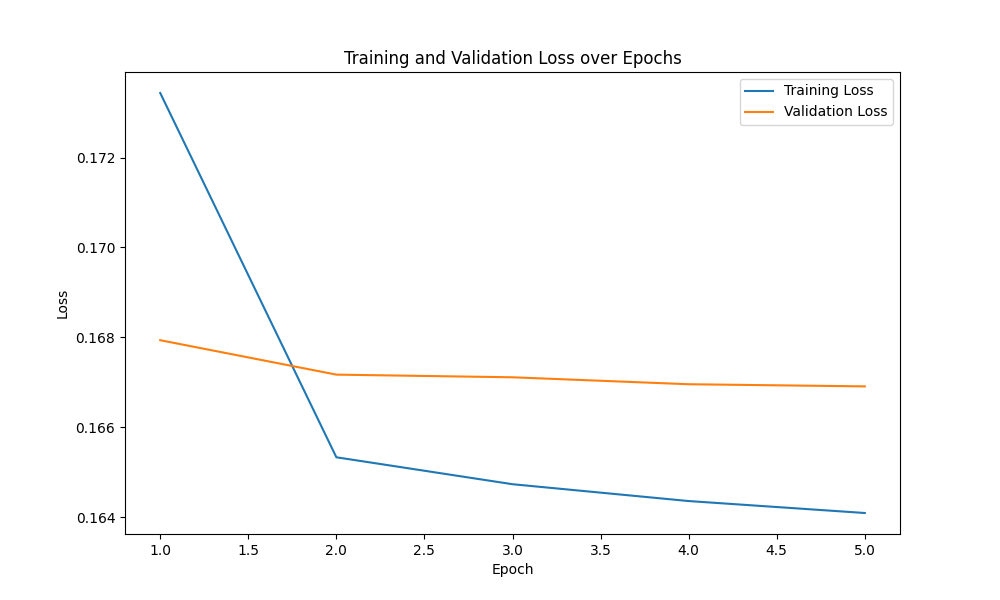 Training and Validation Loss over Epochs
Training Loss
Validation Loss
0.172
0.170
0.168
0.166
0.164
Loss
1.0 1.5 2.0 2.5 3.0 3.5 4.0 4.5 5.0
Epoch